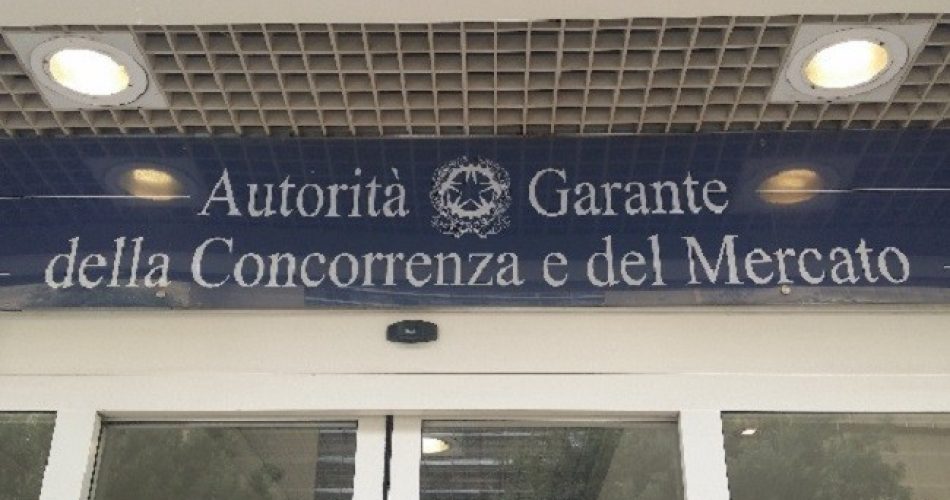 Autorità Garante
della Concorrenza e del Mercato